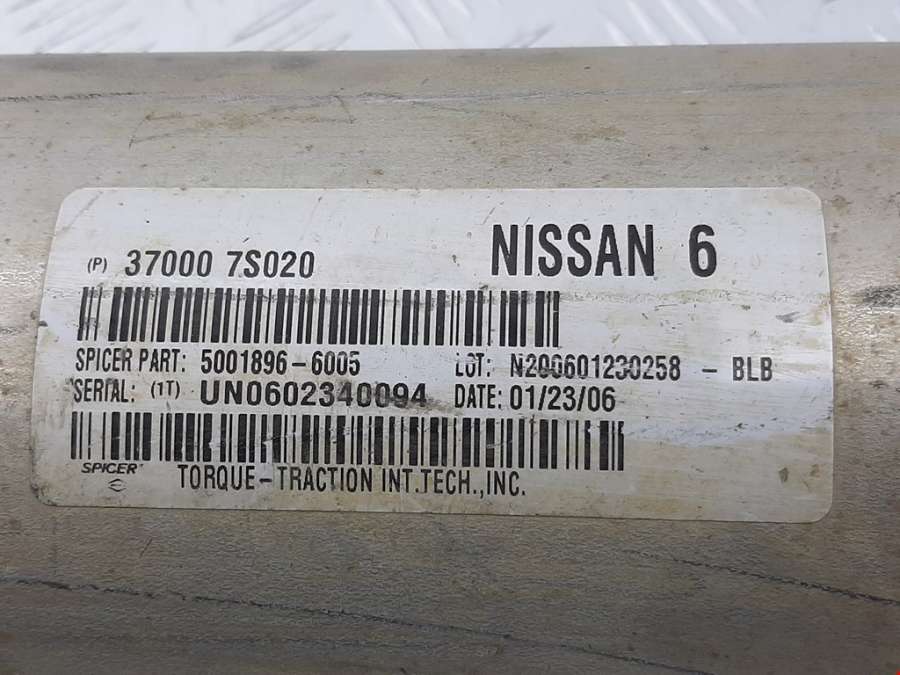 (P) 37000 7S020 NISSAN 6
SPICER PART: 5001896-6005 LOT: N200601230258 - BLB
SERIAL: (1T) UN0602340094 DATE: 01/23/06
SPICER® TORQUE-TRACTION INT.TECH.,INC.